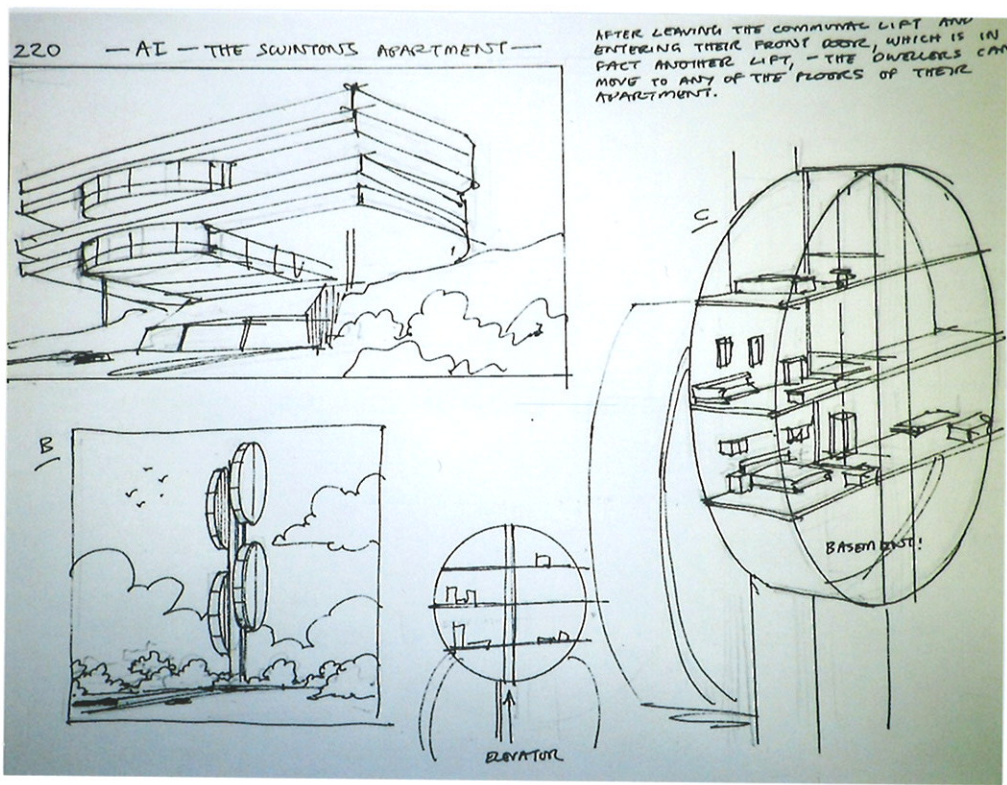 220 — AI — THE SWINTONS APARTMENT —
AFTER LEAVING THE COMMUNAL LIFT AND
ENTERING THEIR FRONT DOOR, WHICH IS IN
FACT ANOTHER LIFT, — THE DWELLERS CAN
MOVE TO ANY OF THE FLOORS OF THEIR
APARTMENT.
C
B
BASEMENT!
ELEVATOR